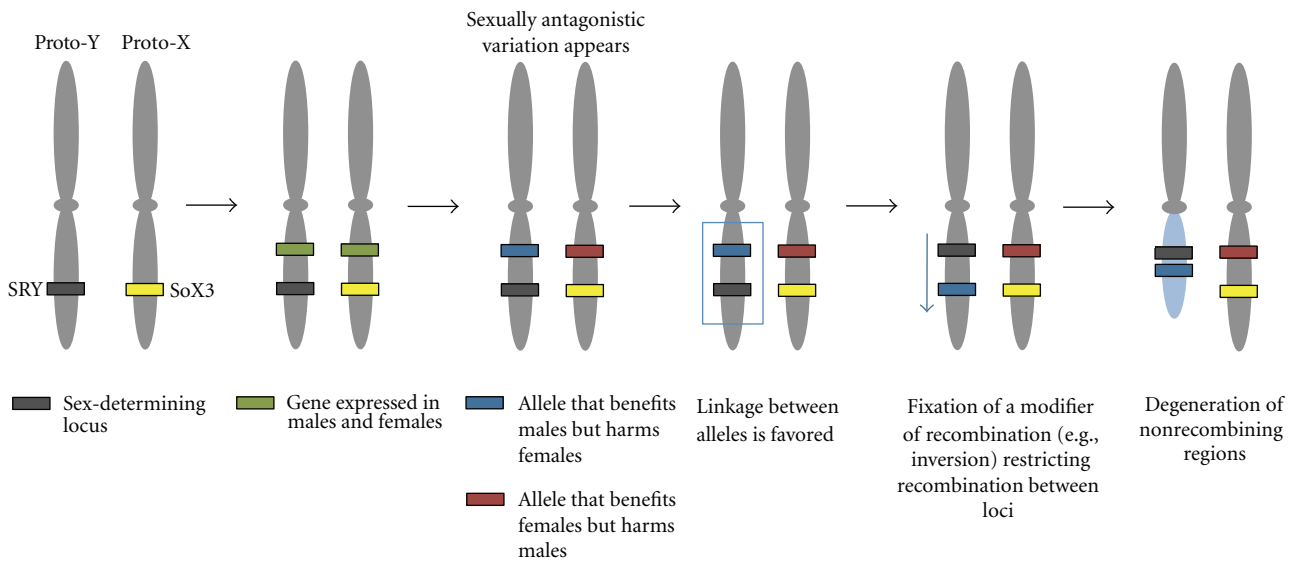 Sexually antagonistic
variation appears
Proto-Y
Proto-X
SRY
SoX3
Sex-determining
locus
Gene expressed in
males and females
Allele that benefits
males but harms
females
Allele that benefits
females but harms
males
Linkage between
alleles is favored
Fixation of a modifier
of recombination (e.g.,
inversion) restricting
recombination between
loci
Degeneration of
nonrecombining
regions